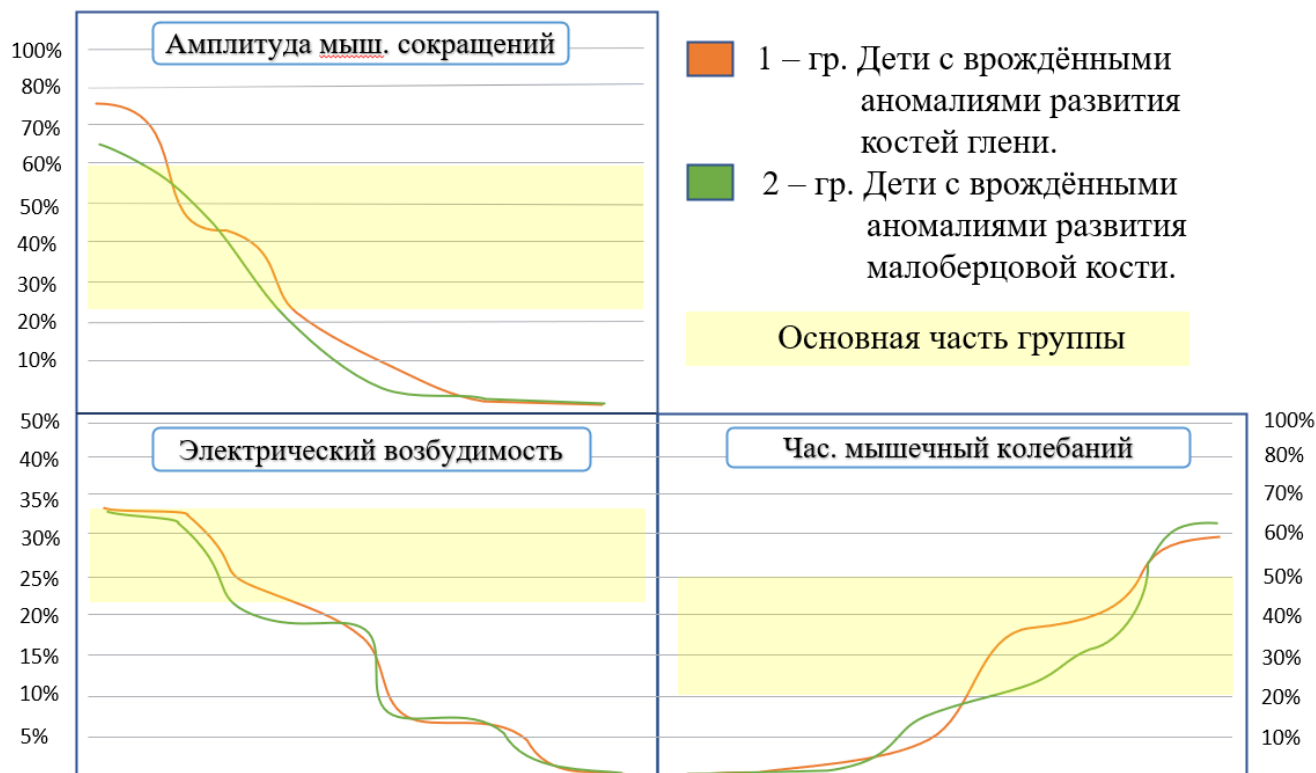 Амплитуда мыш. сокращений
100%
80%
70%
60%
50%
40%
30%
20%
10%
1 – гр. Дети с врождёнными
аномалиями развития
костей глени.
2 – гр. Дети с врождёнными
аномалиями развития
малоберцовой кости.
Основная часть группы
Электрический возбудимость
50%
40%
35%
30%
25%
20%
15%
10%
5%
Час. мышечный колебаний
100%
80%
70%
60%
50%
40%
30%
20%
10%